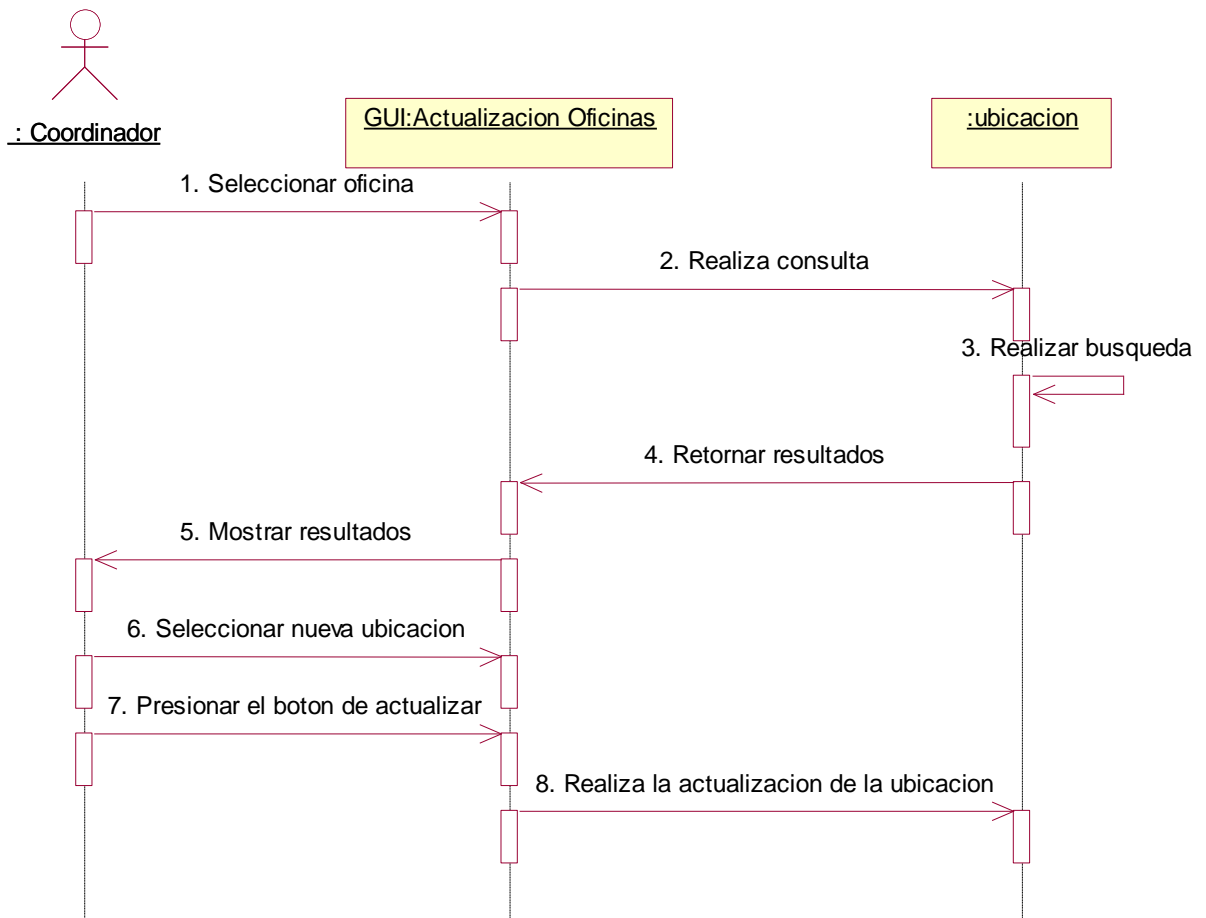 : Coordinador
GUI:Actualizacion Oficinas
:ubicacion
1. Seleccionar oficina
2. Realiza consulta
3. Realizar busqueda
4. Retornar resultados
5. Mostrar resultados
6. Seleccionar nueva ubicacion
7. Presionar el boton de actualizar
8. Realiza la actualizacion de la ubicacion